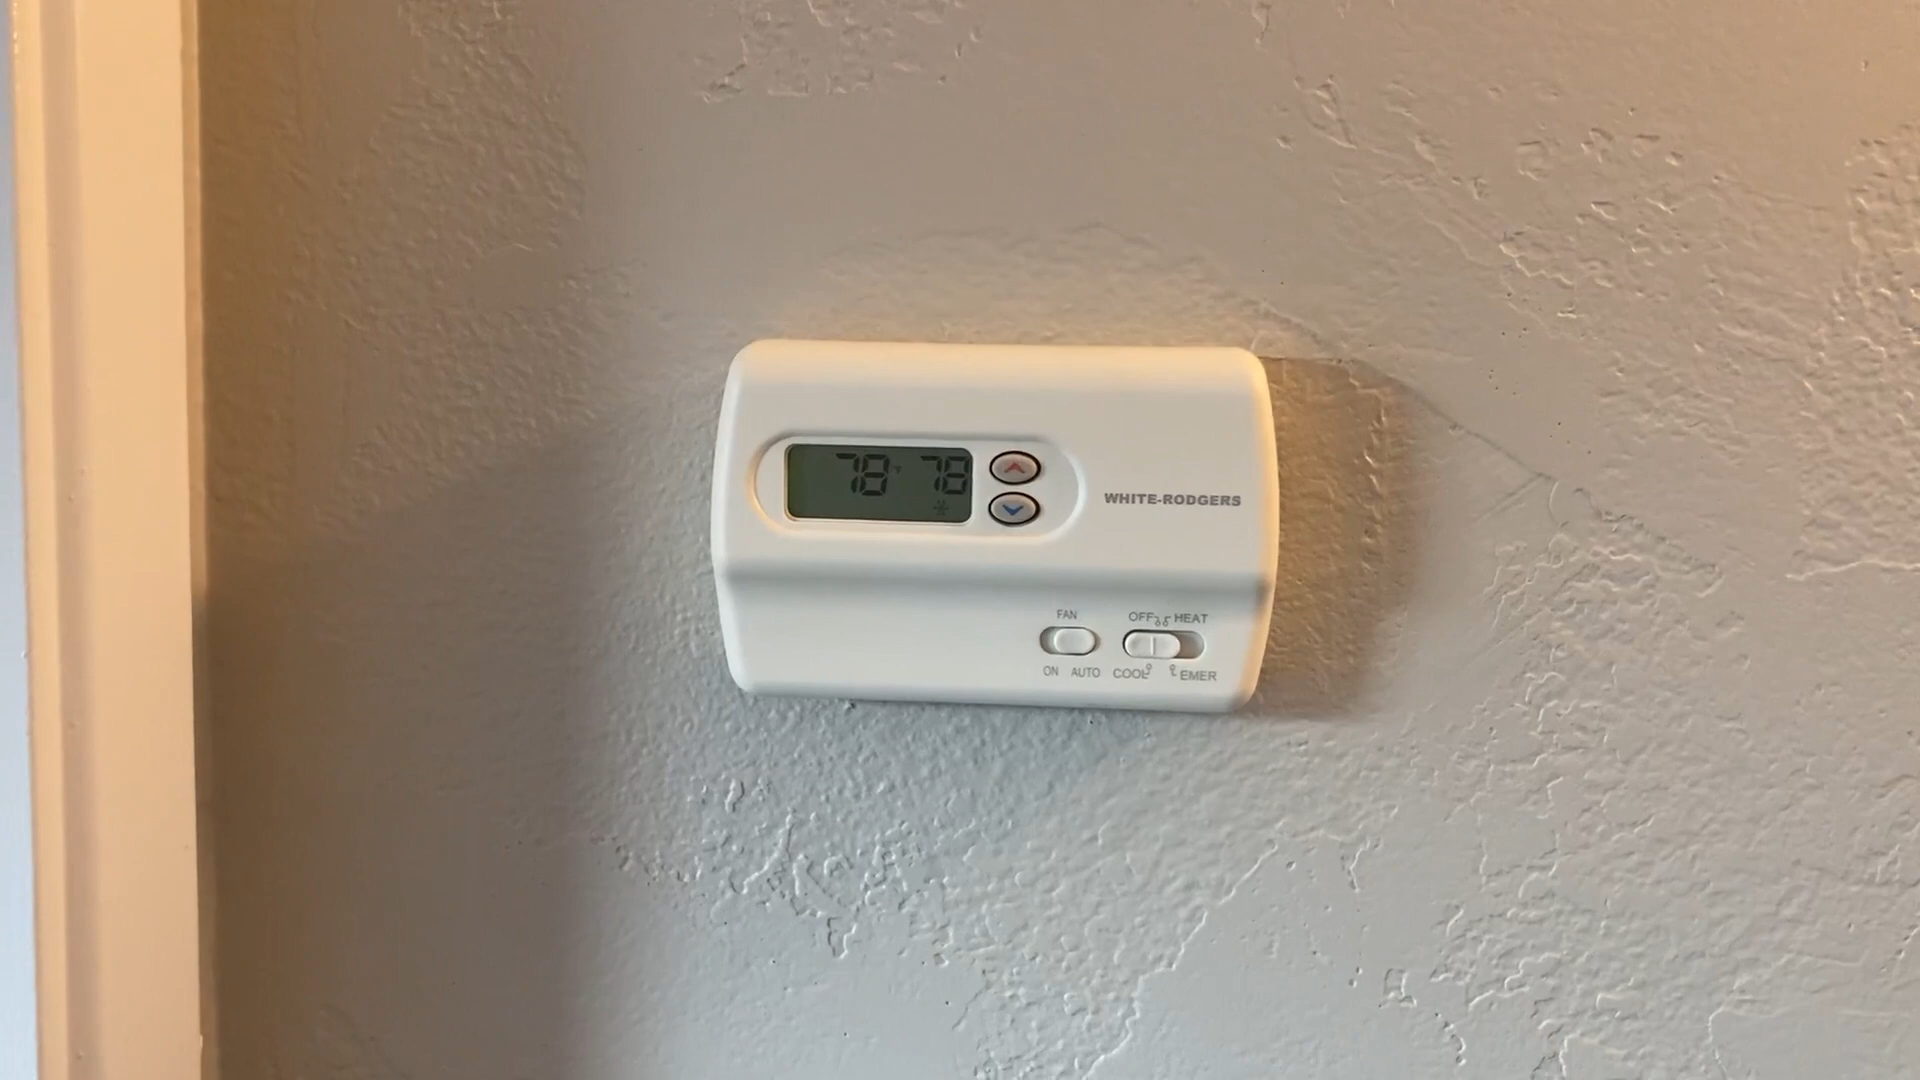 78°F 78
WHITE-RODGERS
FAN
OFF HEAT
ON AUTO COOL EMER